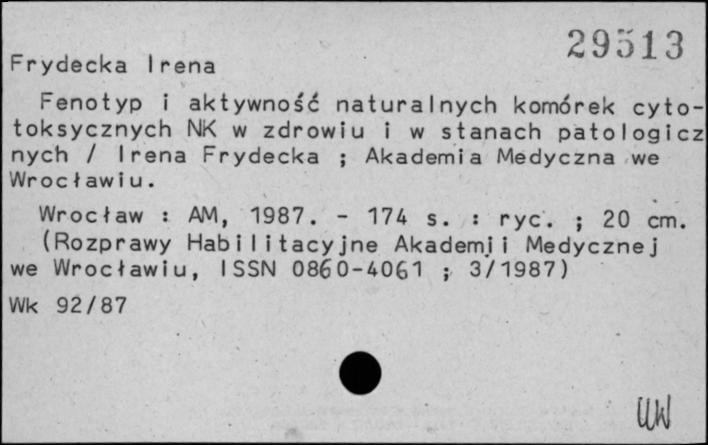 29513
Frydecka Irena
Fenotyp i aktywność naturalnych komórek cyto-
toksycznych NK w zdrowiu i w stanach patologicz
nych / Irena Frydecka ; Akademia Medyczna we
Wrocławiu.
Wrocław : AM, 1987. - 174 s. : ryc. ; 20 cm.
(Rozprawy Habilitacyjne Akademii Medycznej
we Wrocławiu, ISSN 0860-4061 ; 3/1987)
Wk 92/87